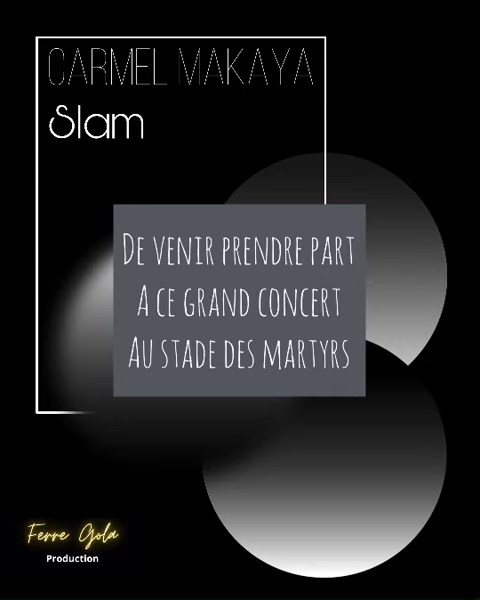 CARMEL MAKAYA
Slam
DE VENIR PRENDRE PART
A CE GRAND CONCERT
AU STADE DES MARTYRS
Ferre Gola
Production